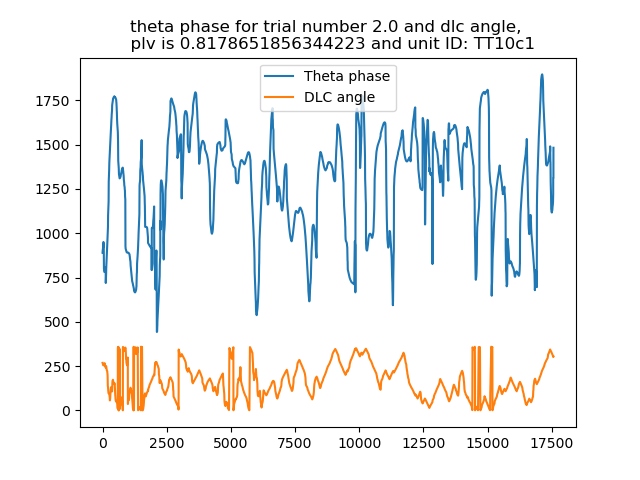 theta phase for trial number 2.0 and dlc angle,
plv is 0.8178651856344223 and unit ID: TT10c1
Theta phase
DLC angle
1750
1500
1250
1000
750
500
250
0
0 2500 5000 7500 10000 12500 15000 17500